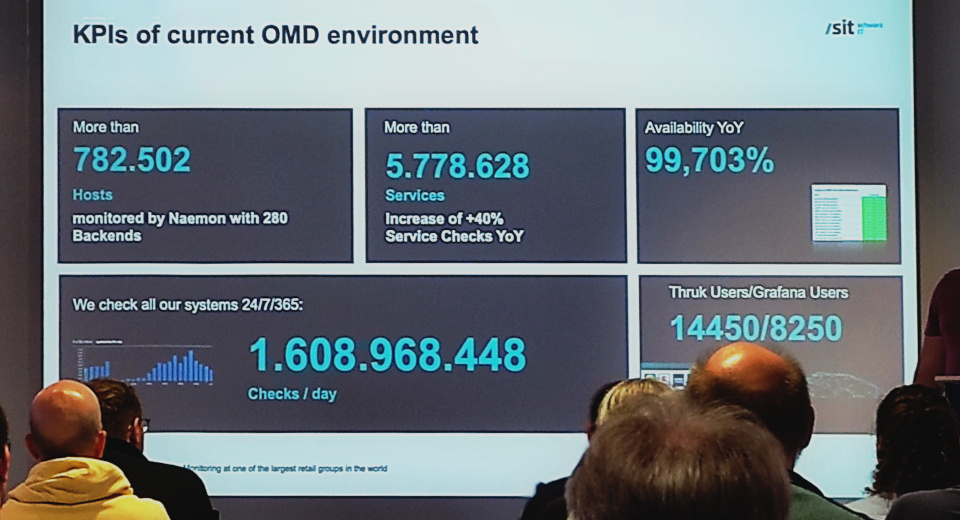 KPIs of current OMD environment
/sit
More than
782.502
Hosts
monitored by Naemon with 280
Backends
More than
5.778.628
Services
Increase of +40%
Service Checks YoY
Availability YoY
99,703%
We check all our systems 24/7/365:
1.608.968.448
Checks / day
Thruk Users/Grafana Users
14450/8250
Monitoring at one of the largest retail groups in the world